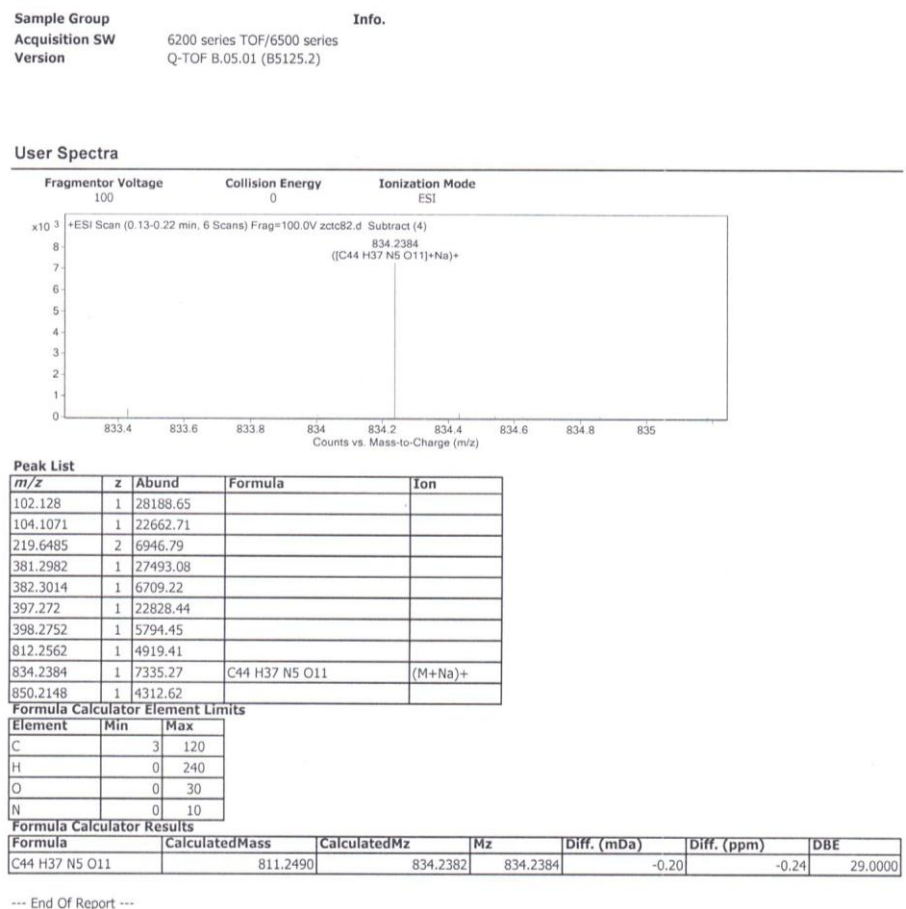 Sample Group Info.
Acquisition SW 6200 series TOF/6500 series
Version Q-TOF B.05.01 (B5125.2)
User Spectra
Fragmentor Voltage Collision Energy Ionization Mode
100 0 ESI
x10 3 +ESI Scan (0.13-0.22 min, 6 Scans) Frag=100.0V zctc82.d Subtract (4)
834.2384
([C44 H37 N5 O11]+Na)+
8
7
6
5
4
3
2
1
0
833.4 833.6 833.8 834 834.2 834.4 834.6 834.8 835
Counts vs. Mass-to-Charge (m/z)
Peak List
m/z z Abund Formula Ion
102.128 1 28188.65
104.1071 1 22662.71
219.6485 2 6946.79
381.2982 1 27493.08
382.3014 1 6709.22
397.272 1 22828.44
398.2752 1 5794.45
812.2562 1 4919.41
834.2384 1 7335.27 C44 H37 N5 O11 (M+Na)+
850.2148 1 4312.62
Formula Calculator Element Limits
Element Min Max
C 3 120
H 0 240
O 0 30
N 0 10
Formula Calculator Results
Formula CalculatedMass CalculatedMz Mz Diff. (mDa) Diff. (ppm) DBE
C44 H37 N5 O11 811.2490 834.2382 834.2384 -0.20 -0.24 29.0000
--- End Of Report ---